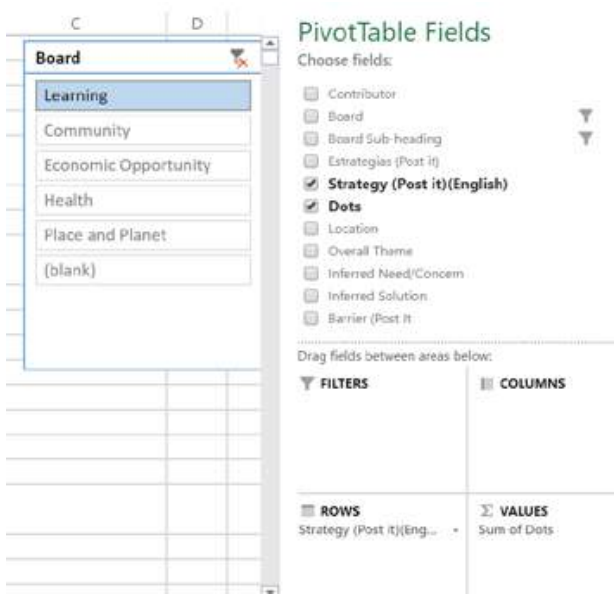 C D
Board
Learning
Community
Economic Opportunity
Health
Place and Planet
(blank)
PivotTable Fields
Choose fields:
Contributor
Board
Board Sub-heading
Estrategias (Post it)
Strategy (Post it)(English)
Dots
Location
Overall Theme
Inferred Need/Concern
Inferred Solution
Barrier (Post It
Drag fields between areas below:
FILTERS
COLUMNS
ROWS
Strategy (Post it)(Eng...
Σ VALUES
Sum of Dots